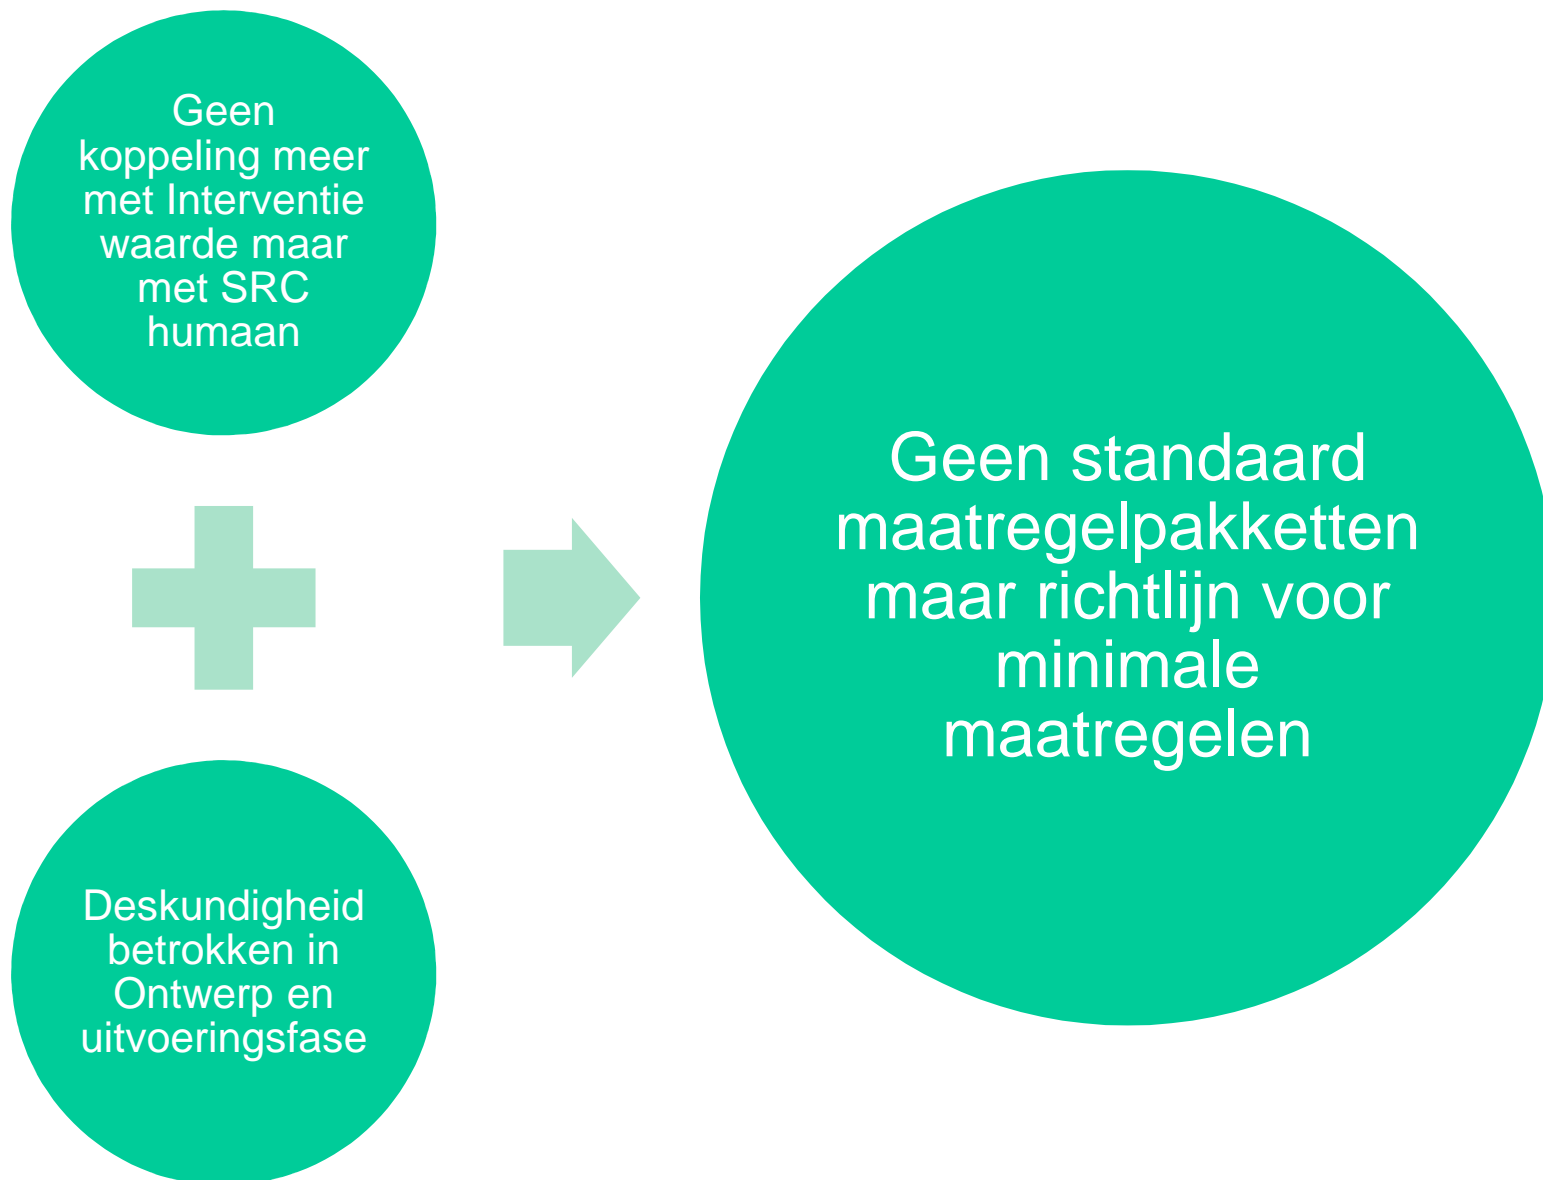 Geen
koppeling meer
met Interventie
waarde maar
met SRC
humaan
Deskundigheid
betrokken in
Ontwerp en
uitvoeringsfase
Geen standaard
maatregelpakketten
maar richtlijn voor
minimale
maatregelen